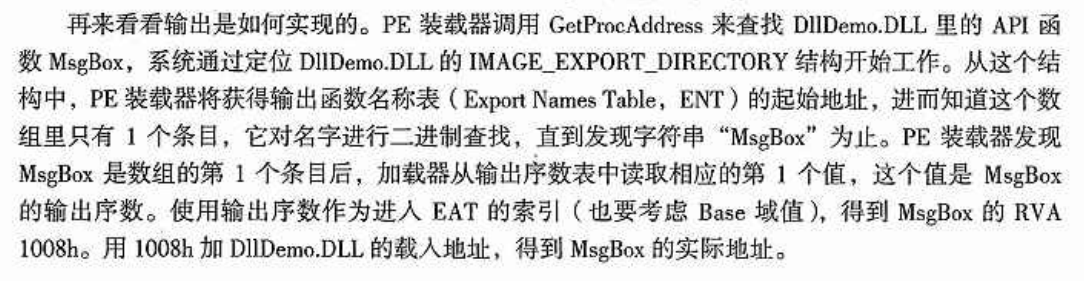 再来看看输出是如何实现的。PE 装载器调用 GetProcAddress 来查找 DllDemo.DLL 里的 API 函
数 MsgBox，系统通过定位 DllDemo.DLL 的 IMAGE_EXPORT_DIRECTORY 结构开始工作。从这个结
构中，PE 装载器将获得输出函数名称表（Export Names Table，ENT）的起始地址，进而知道这个数
组里只有 1 个条目，它对名字进行二进制查找，直到发现字符串“MsgBox”为止。PE 装载器发现
MsgBox 是数组的第 1 个条目后，加载器从输出序数表中读取相应的第 1 个值，这个值是 MsgBox
的输出序数。使用输出序数作为进入 EAT 的索引（也要考虑 Base 域值），得到 MsgBox 的 RVA
1008h。用 1008h 加 DllDemo.DLL 的载入地址，得到 MsgBox 的实际地址。